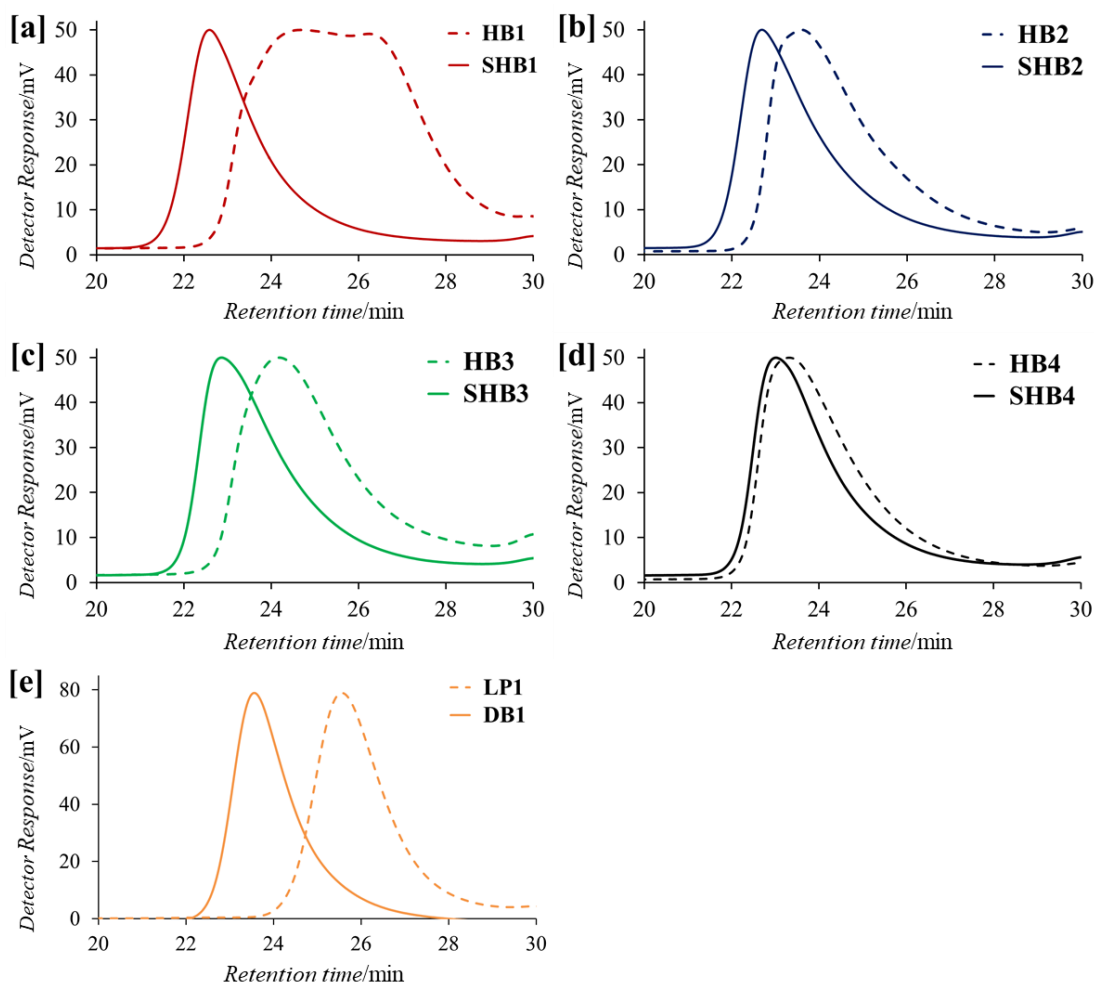 [a]
HB1
SHB1
50
40
30
20
10
0
Detector Response/mV
20 22 24 26 28 30
Retention time/min
[b]
HB2
SHB2
50
40
30
20
10
0
Detector Response/mV
20 22 24 26 28 30
Retention time/min
[c]
HB3
SHB3
50
40
30
20
10
0
Detector Response/mV
20 22 24 26 28 30
Retention time/min
[d]
HB4
SHB4
50
40
30
20
10
0
Detector Response/mV
20 22 24 26 28 30
Retention time/min
[e]
LP1
DB1
80
60
40
20
0
Detector Response/mV
20 22 24 26 28 30
Retention time/min